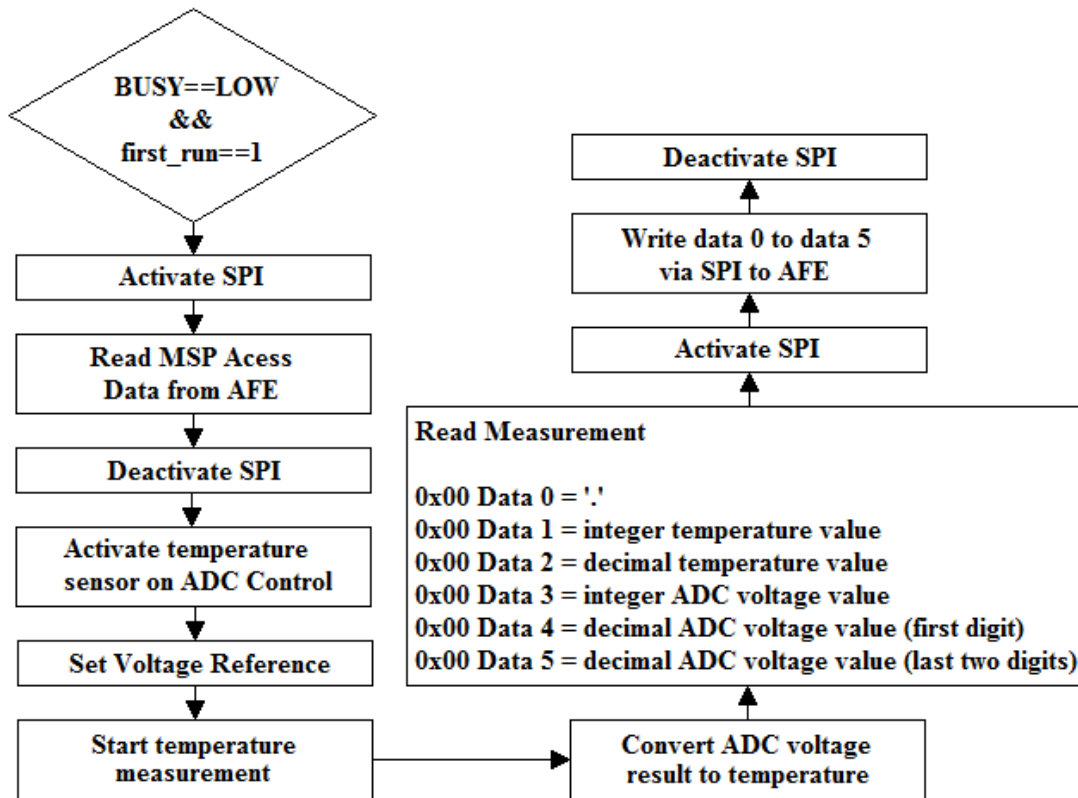 BUSY==LOW
&&
first_run==1
Activate SPI
Read MSP Acess
Data from AFE
Deactivate SPI
Activate temperature
sensor on ADC Control
Set Voltage Reference
Start temperature
measurement
Convert ADC voltage
result to temperature
Read Measurement
0x00 Data 0 = '.'
0x00 Data 1 = integer temperature value
0x00 Data 2 = decimal temperature value
0x00 Data 3 = integer ADC voltage value
0x00 Data 4 = decimal ADC voltage value (first digit)
0x00 Data 5 = decimal ADC voltage value (last two digits)
Activate SPI
Write data 0 to data 5
via SPI to AFE
Deactivate SPI